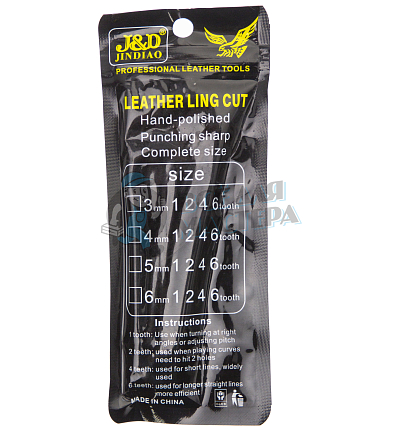 J&D
JINDIAO
PROFESSIONAL LEATHER TOOLS
LEATHER LING CUT
Hand-polished
Punching sharp
Complete size
size
3mm 1 2 4 6 tooth
4mm 1 2 4 6 tooth
5mm 1 2 4 6 tooth
6mm 1 2 4 6 tooth
Instructions
1 tooth: Use when turning at right
angles or adjusting pitch
2 teeth: used when playing curves
need to hit 2 holes
4 teeth: used for short lines, widely
used
6 teeth: used for longer straight lines
more efficient
MADE IN CHINA